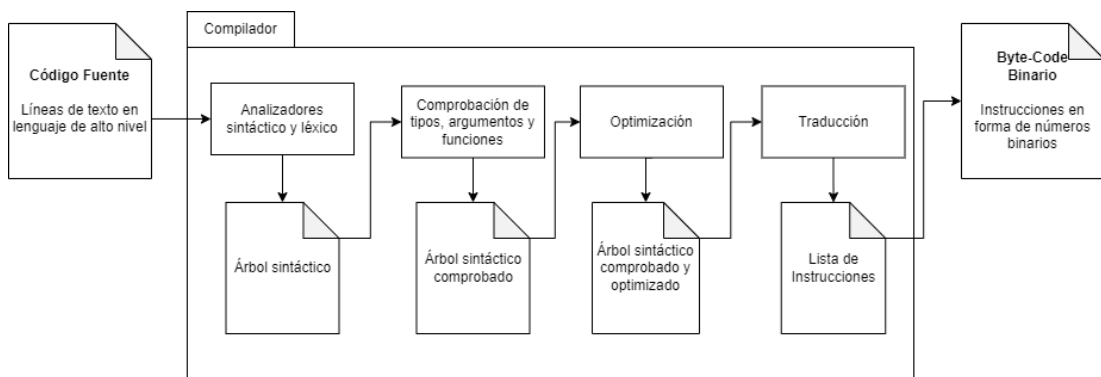 Compilador
Código Fuente
Líneas de texto en
lenguaje de alto nivel
Analizadores
sintáctico y léxico
Comprobación de
tipos, argumentos y
funciones
Optimización
Traducción
Byte-Code
Binario
Instrucciones en
forma de números
binarios
Árbol sintáctico
Árbol sintáctico
comprobado
Árbol sintáctico
comprobado y
optimizado
Lista de
Instrucciones